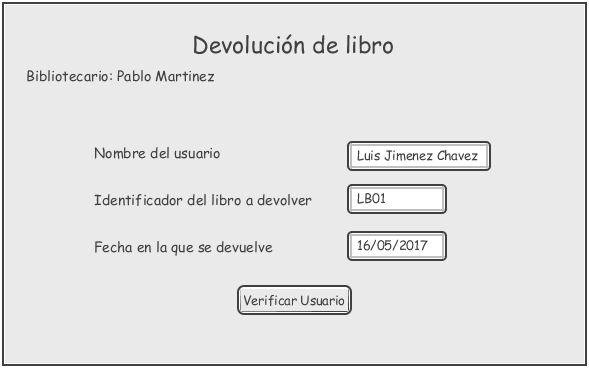 Devolución de libro
Bibliotecario: Pablo Martinez
Nombre del usuario Luis Jimenez Chavez
Identificador del libro a devolver LB01
Fecha en la que se devuelve 16/05/2017
Verificar Usuario